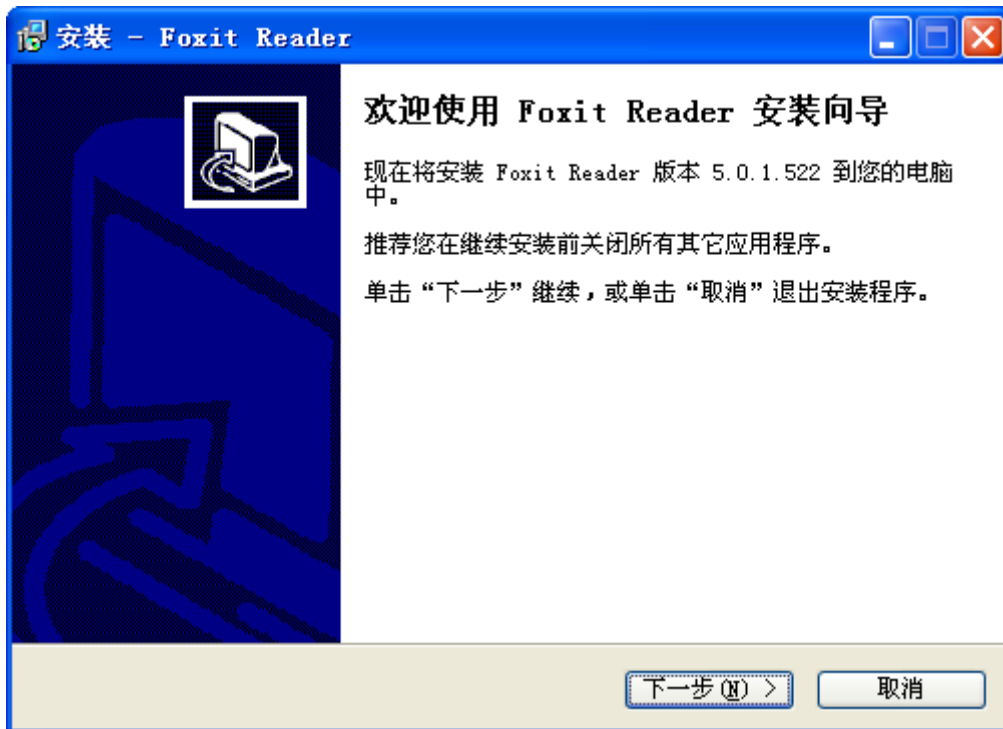 安装 - Foxit Reader
欢迎使用 Foxit Reader 安装向导
现在将安装 Foxit Reader 版本 5.0.1.522 到您的电脑
中。
推荐您在继续安装前关闭所有其它应用程序。
单击“下一步”继续，或单击“取消”退出安装程序。
下一步(N) >
取消